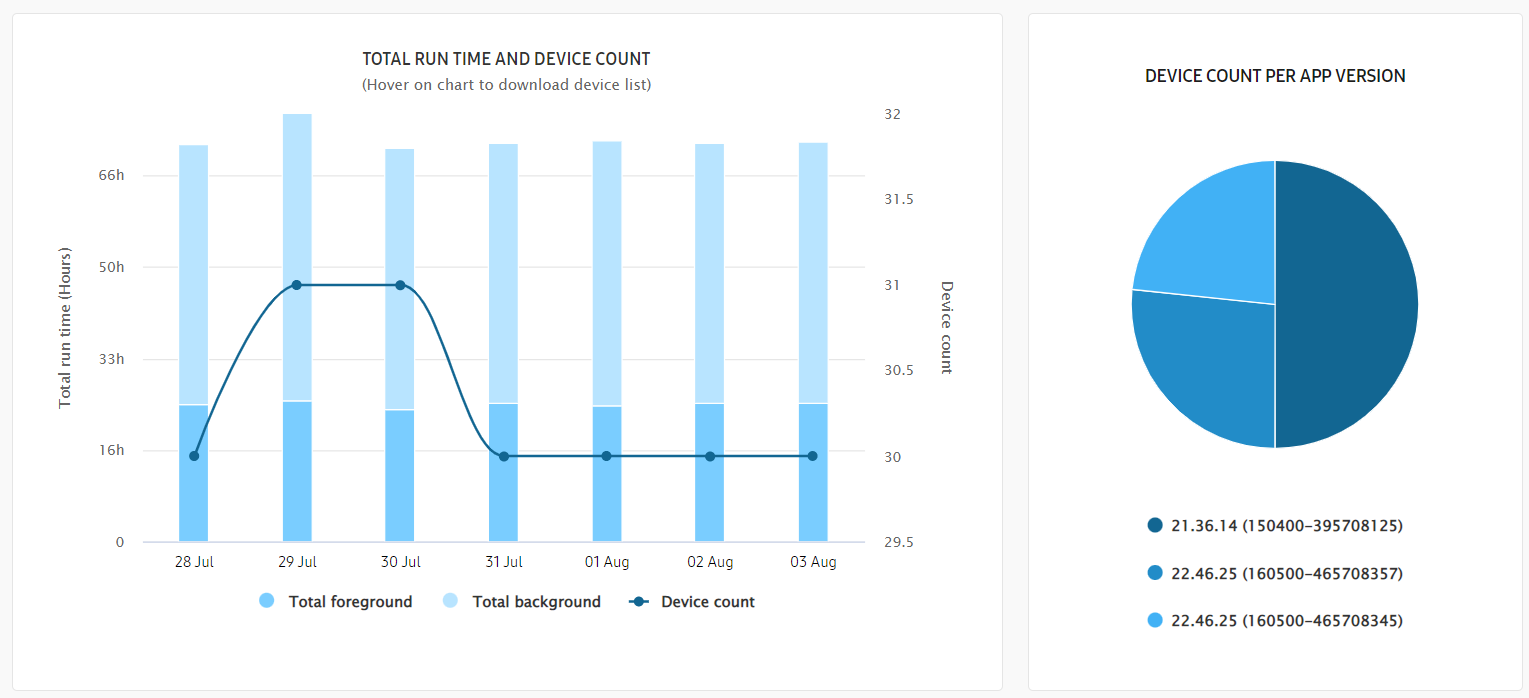 TOTAL RUN TIME AND DEVICE COUNT
(Hover on chart to download device list)
Total run time (Hours)
66h
50h
33h
16h
0
32
31.5
31
30.5
30
29.5
Device count
28 Jul 29 Jul 30 Jul 31 Jul 01 Aug 02 Aug 03 Aug
Total foreground Total background Device count
DEVICE COUNT PER APP VERSION
21.36.14 (150400-395708125)
22.46.25 (160500-465708357)
22.46.25 (160500-465708345)